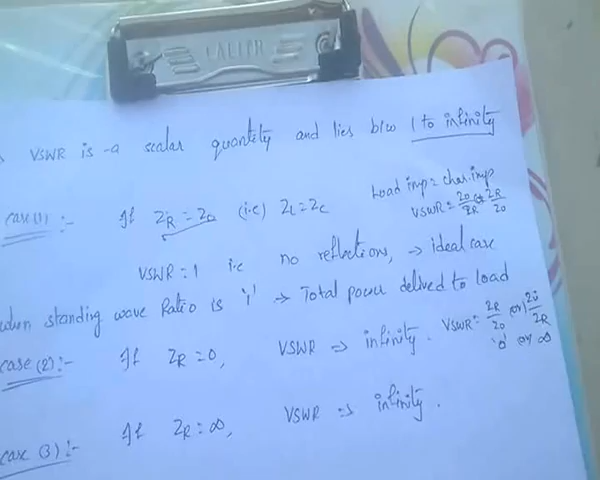 VSWR is a scalar quantity and lies b/w 1 to infinity
Load imp = char.imp
case(1) :- If ZR = Z0 (i.e) ZL = ZC
VSWR = Z0/ZR or ZR/Z0
VSWR = 1 i.e no reflections, → ideal case
when standing wave Ratio is '1' → Total power delived to load
case (2) :- If ZR = 0, VSWR => infinity. VSWR = ZR/Z0 (or) Z0/ZR
'0' or ∞
case (3) :- If ZR = ∞, VSWR => infinity.